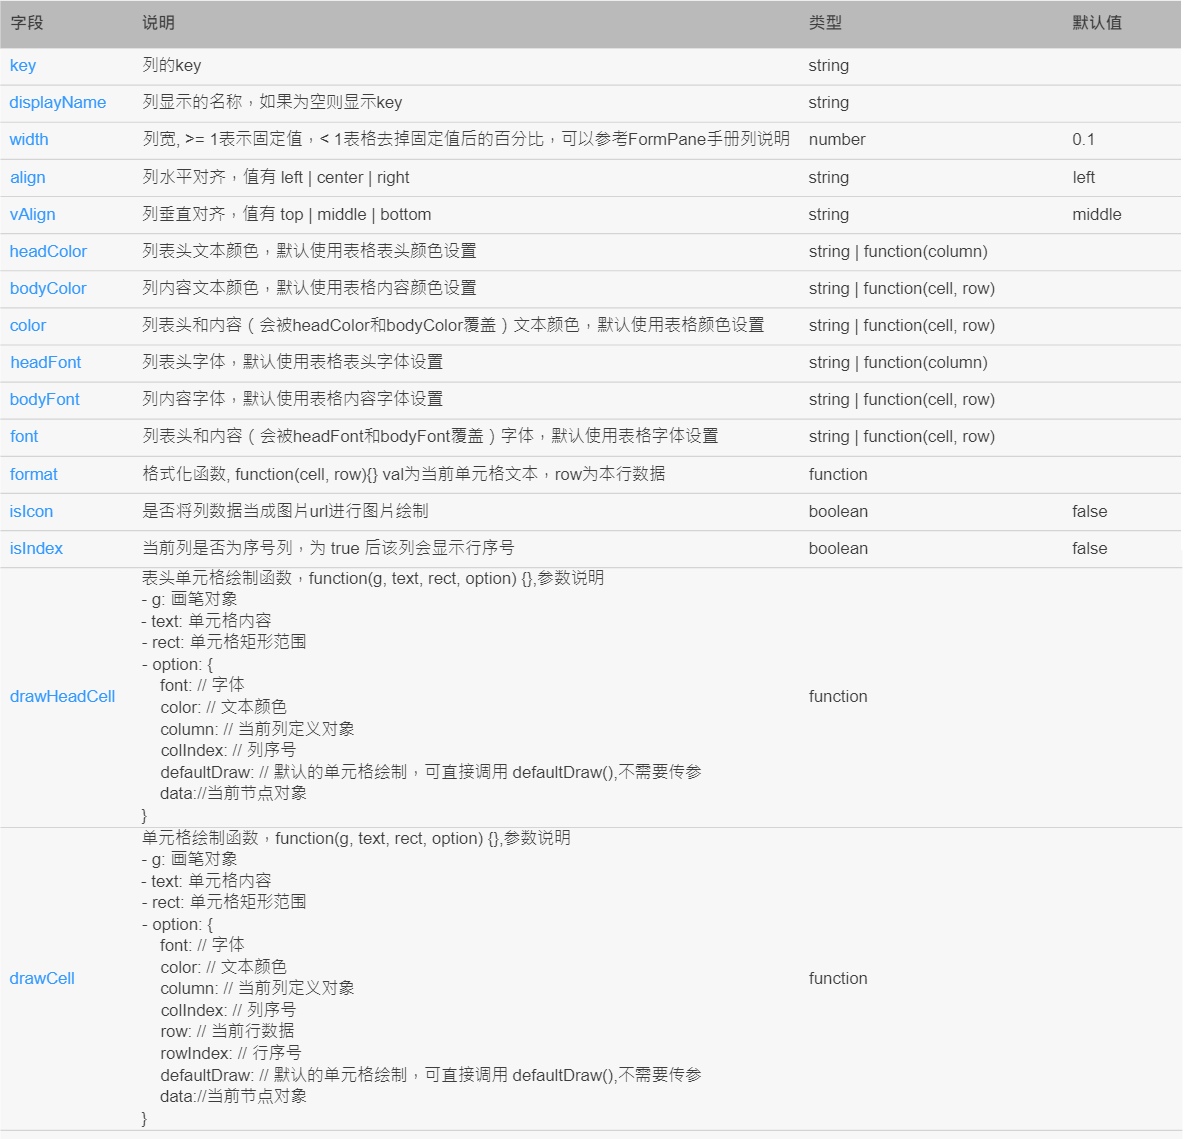 字段 说明 类型 默认值
key 列的key string
displayName 列显示的名称，如果为空则显示key string
width 列宽, >= 1表示固定值，< 1表格去掉固定值后的百分比，可以参考FormPane手册列说明 number 0.1
align 列水平对齐，值有 left | center | right string left
vAlign 列垂直对齐，值有 top | middle | bottom string middle
headColor 列表头文本颜色，默认使用表格表头颜色设置 string | function(column)
bodyColor 列内容文本颜色，默认使用表格内容颜色设置 string | function(cell, row)
color 列表头和内容（会被headColor和bodyColor覆盖）文本颜色，默认使用表格颜色设置 string | function(cell, row)
headFont 列表头字体，默认使用表格表头字体设置 string | function(column)
bodyFont 列内容字体，默认使用表格内容字体设置 string | function(cell, row)
font 列表头和内容（会被headFont和bodyFont覆盖）字体，默认使用表格字体设置 string | function(cell, row)
format 格式化函数, function(cell, row){} val为当前单元格文本，row为本行数据 function
isIcon 是否将列数据当成图片url进行图片绘制 boolean false
isIndex 当前列是否为序号列，为 true 后该列会显示行序号 boolean false
表头单元格绘制函数，function(g, text, rect, option) {},参数说明
- g: 画笔对象
- text: 单元格内容
- rect: 单元格矩形范围
- option: {
font: // 字体
drawHeadCell function
color: // 文本颜色
column: // 当前列定义对象
colIndex: // 列序号
defaultDraw: // 默认的单元格绘制，可直接调用 defaultDraw(),不需要传参
data://当前节点对象
}
单元格绘制函数，function(g, text, rect, option) {},参数说明
- g: 画笔对象
- text: 单元格内容
- rect: 单元格矩形范围
- option: {
font: // 字体
color: // 文本颜色
drawCell function
column: // 当前列定义对象
colIndex: // 列序号
row: // 当前行数据
rowIndex: // 行序号
defaultDraw: // 默认的单元格绘制，可直接调用 defaultDraw(),不需要传参
data://当前节点对象
}